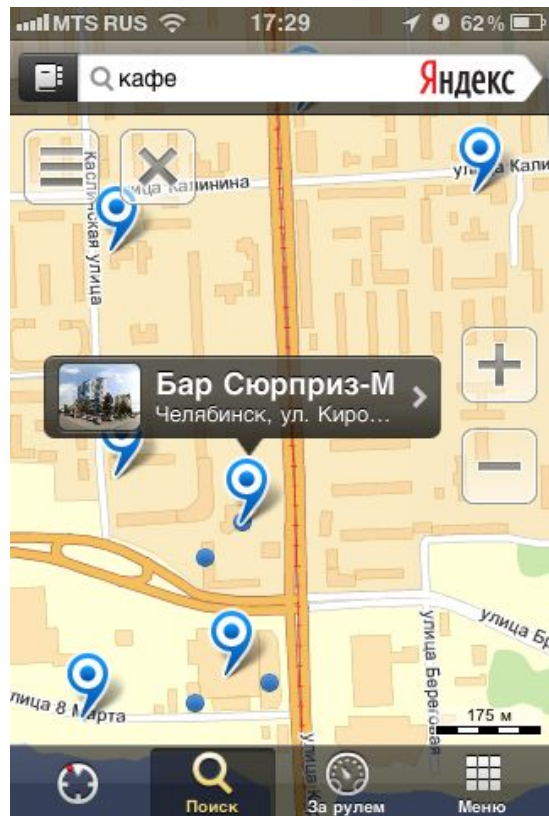 MTS RUS 17:29 62%
кафе Яндекс
Каслинская улица
улица Калинина
улица Кали
Бар Сюрприз-М
Челябинск, ул. Киро...
улица Бр
улица Береговая
лица 8 Марта
175 м
улица К
Поиск За рулем Меню